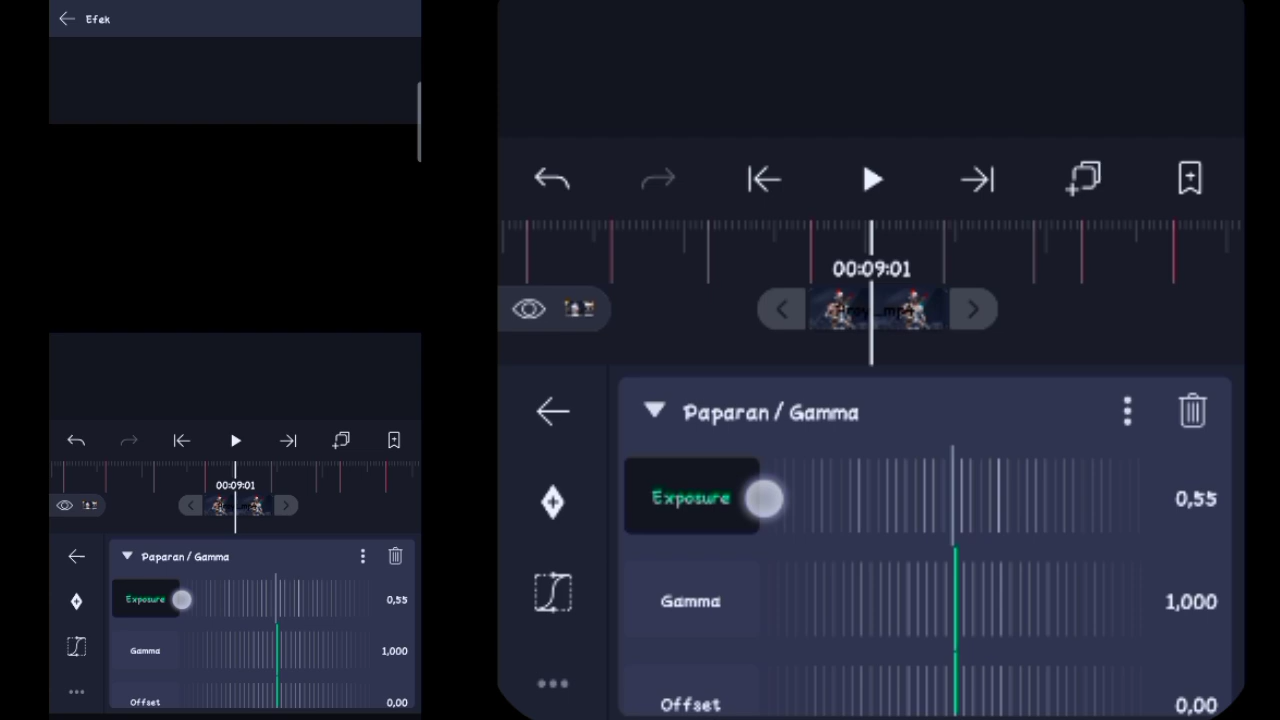 Efek
00:09:01
Paparan / Gamma
Exposure
0,55
Gamma
1,000
Offset
0,00
00:09:01
Paparan / Gamma
Exposure
0,55
Gamma
1,000
Offset
0,00